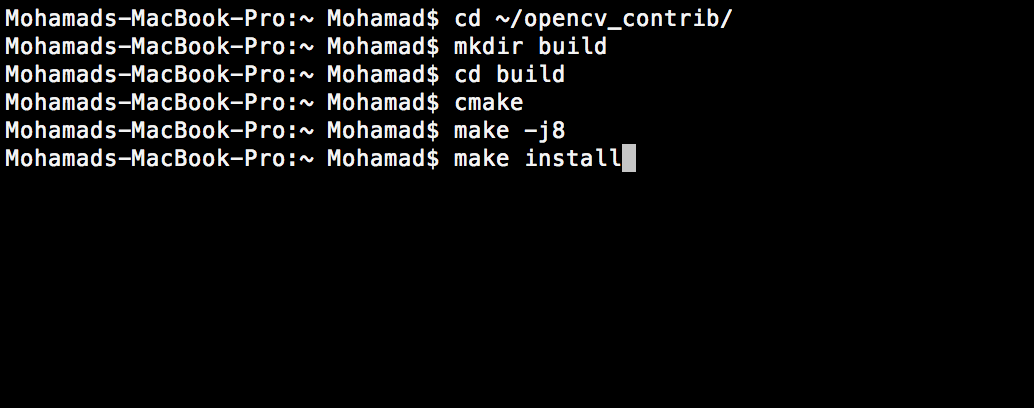 Mohamads-MacBook-Pro:~ Mohamad$ cd ~/opencv_contrib/
Mohamads-MacBook-Pro:~ Mohamad$ mkdir build
Mohamads-MacBook-Pro:~ Mohamad$ cd build
Mohamads-MacBook-Pro:~ Mohamad$ cmake
Mohamads-MacBook-Pro:~ Mohamad$ make -j8
Mohamads-MacBook-Pro:~ Mohamad$ make install